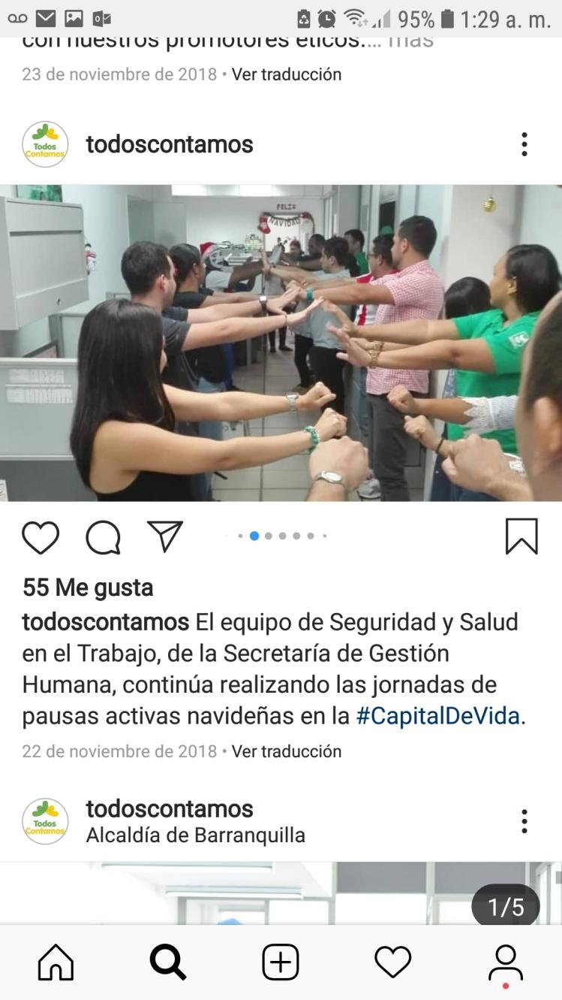 95% 1:29 a. m.
con nuestros promotores éticos.... más
23 de noviembre de 2018 • Ver traducción
Todos
Contamos
todoscontamos
FELIZ
NAVIDAD
55 Me gusta
todoscontamos El equipo de Seguridad y Salud
en el Trabajo, de la Secretaría de Gestión
Humana, continúa realizando las jornadas de
pausas activas navideñas en la #CapitalDeVida.
22 de noviembre de 2018 • Ver traducción
Todos
Contamos
todoscontamos
Alcaldía de Barranquilla
1/5